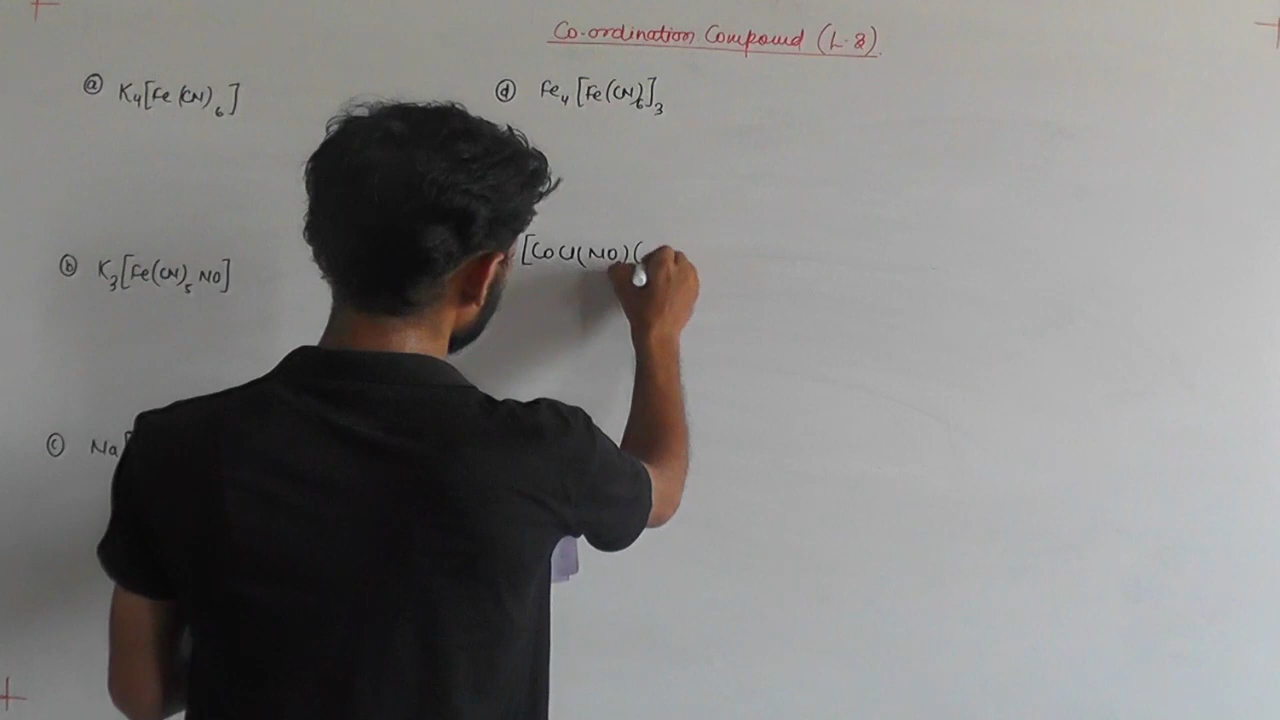 Co-ordination Compound (L-8)
ⓐ K₄[Fe(CN)₆]
ⓓ Fe₄[Fe(CN)₆]₃
ⓑ K₃[Fe(CN)₅NO]
[CoCl(NO)(
ⓒ Na[